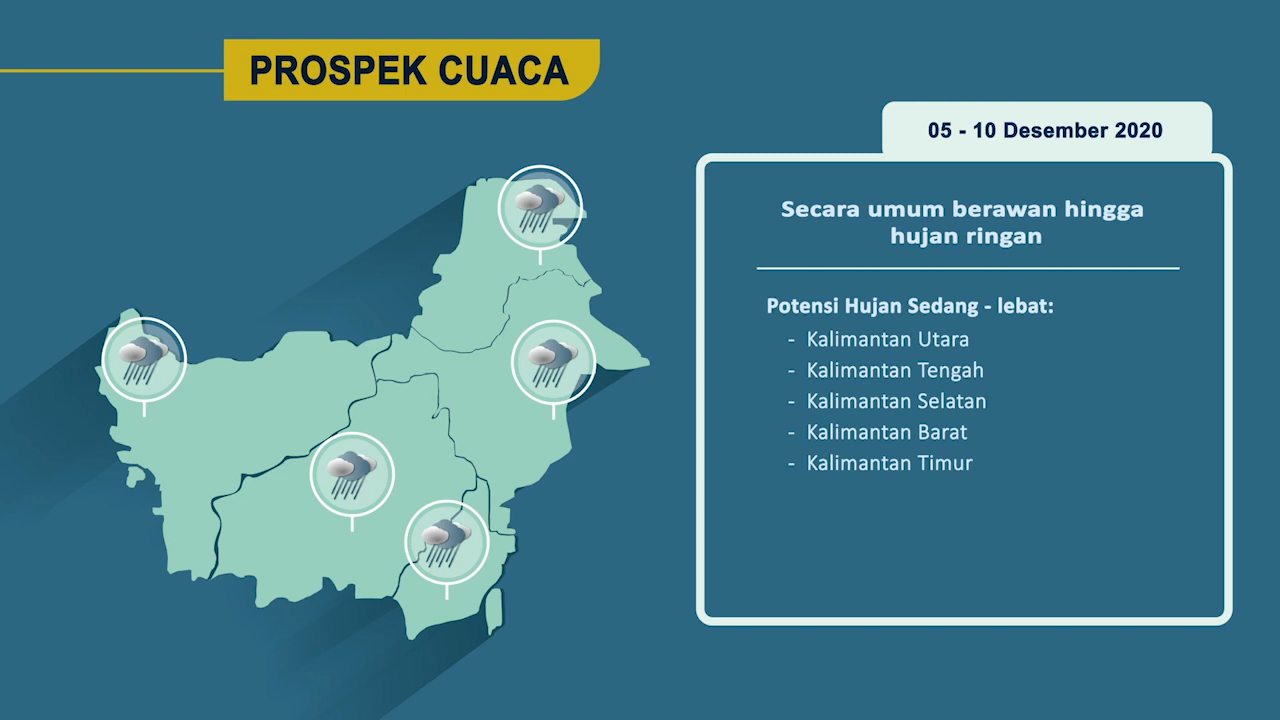 PROSPEK CUACA
05 - 10 Desember 2020
Secara umum berawan hingga
hujan ringan
Potensi Hujan Sedang - lebat:
- Kalimantan Utara
- Kalimantan Tengah
- Kalimantan Selatan
- Kalimantan Barat
- Kalimantan Timur